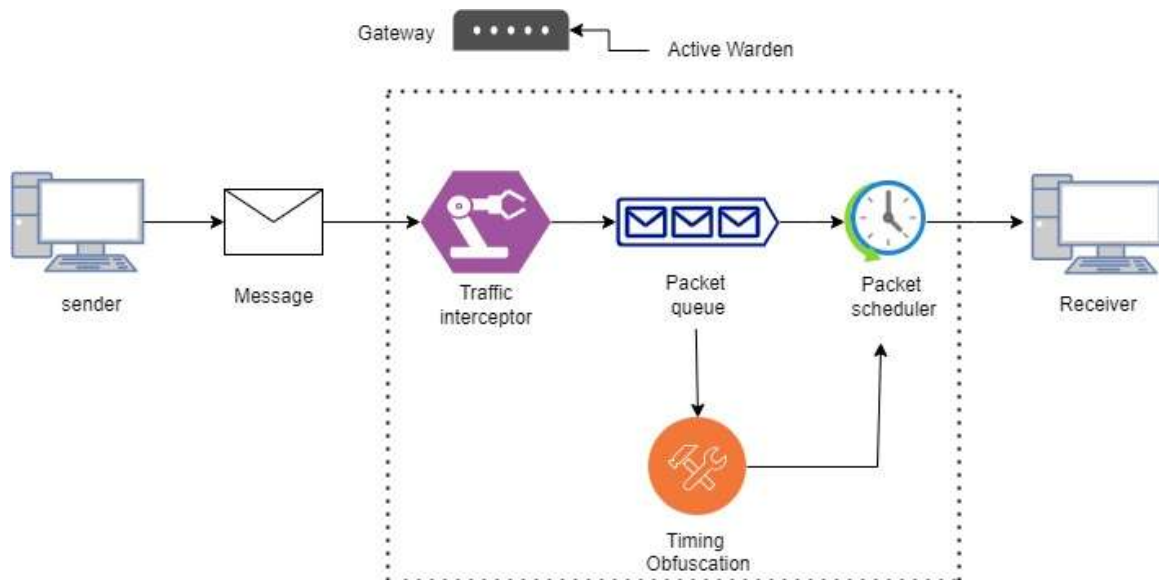 Gateway
Active Warden
sender
Message
Traffic
interceptor
Packet
queue
Packet
scheduler
Receiver
Timing
Obfuscation